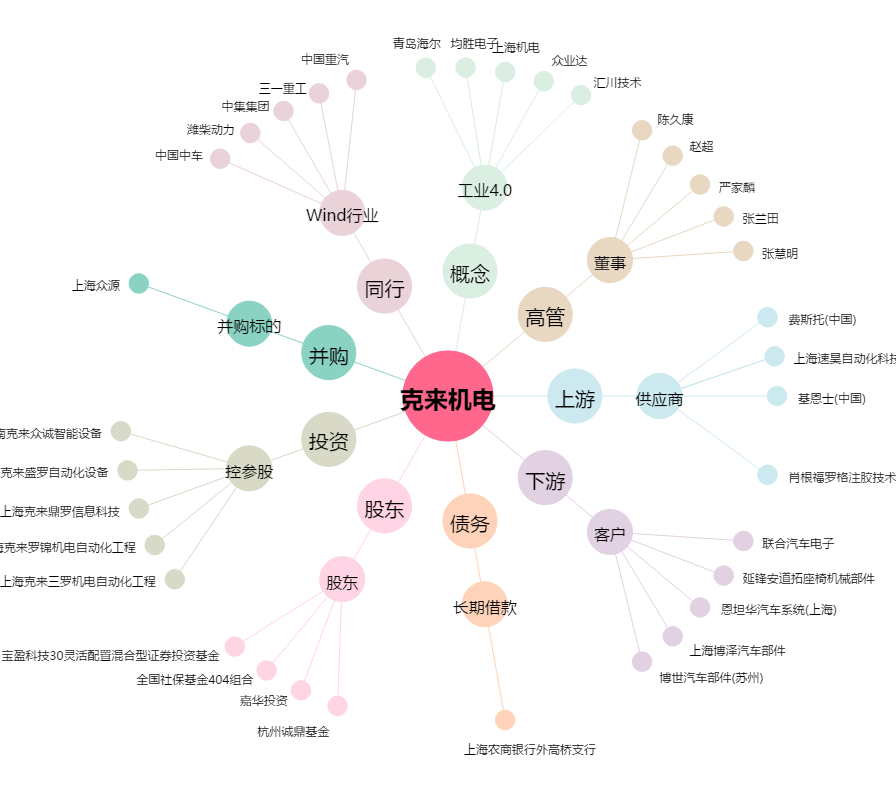 青岛海尔
均胜电子
上海机电
众业达
汇川技术
中国重汽
三一重工
中集集团
潍柴动力
中国中车
Wind行业
同行
工业4.0
概念
陈久康
赵超
严家麟
张兰田
张慧明
董事
高管
上海众源
并购标的
并购
克来机电
费斯托(中国)
上海速昊自动化科技
基恩士(中国)
肖根福罗格注胶技术
供应商
上游
南克来众诚智能设备
克来盛罗自动化设备
上海克来鼎罗信息科技
海克来罗锦机电自动化工程
上海克来三罗机电自动化工程
控参股
投资
下游
客户
联合汽车电子
延锋安道拓座椅机械部件
恩坦华汽车系统(上海)
上海博泽汽车部件
博世汽车部件(苏州)
股东
股东
宝盈科技30灵活配置混合型证券投资基金
全国社保基金404组合
嘉华投资
杭州诚鼎基金
债务
长期借款
上海农商银行外高桥支行